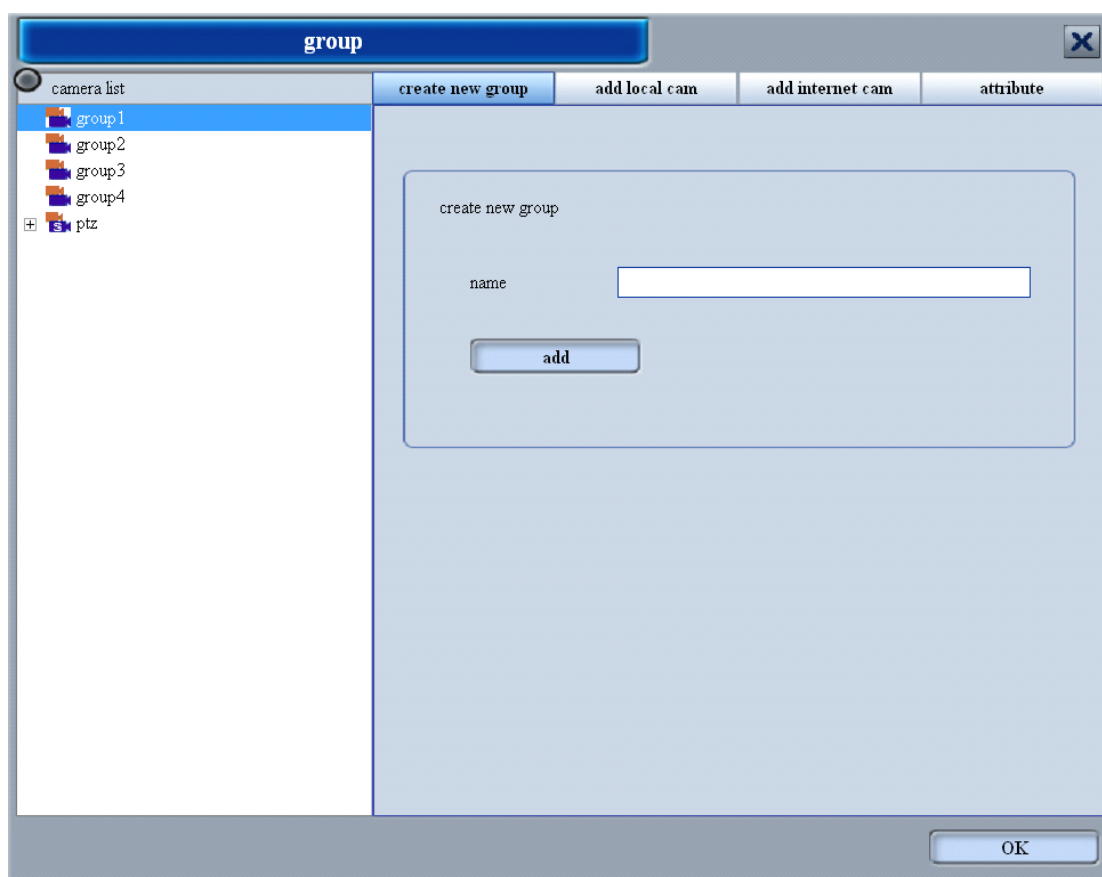 group
camera list
create new group add local cam add internet cam attribute
group1
group2
group3
group4
ptz
create new group
name
add
OK